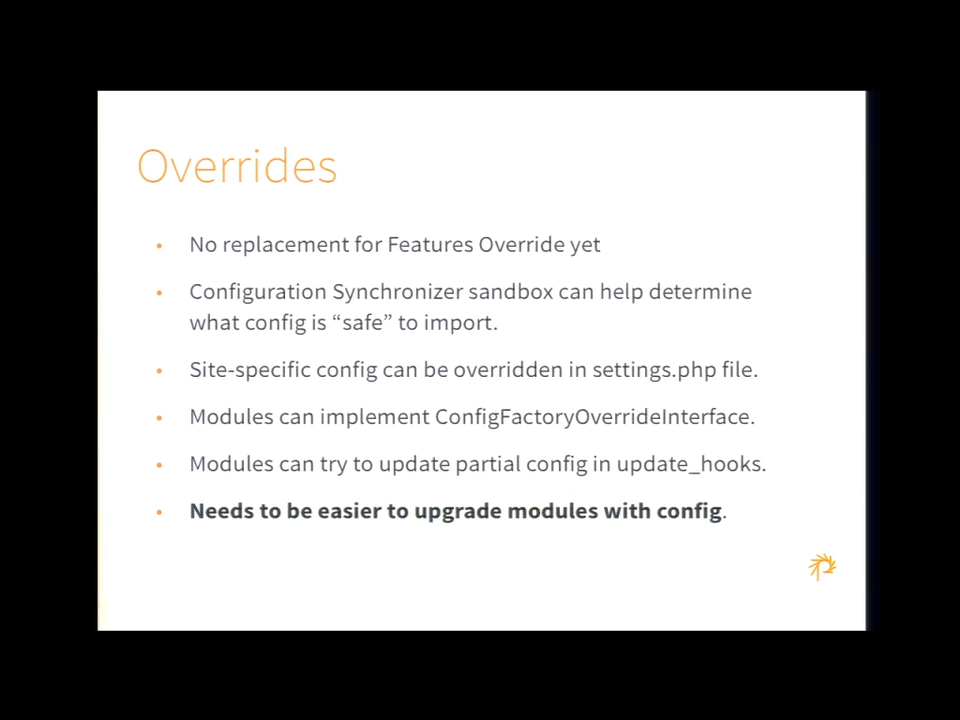 Overrides
No replacement for Features Override yet
Configuration Synchronizer sandbox can help determine
what config is “safe” to import.
Site-specific config can be overridden in settings.php file.
Modules can implement ConfigFactoryOverrideInterface.
Modules can try to update partial config in update_hooks.
Needs to be easier to upgrade modules with config.